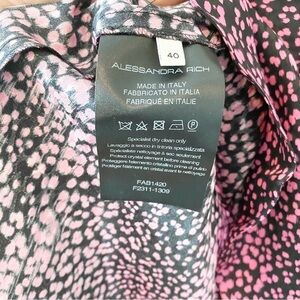 40
ALESSANDRA RICH
MADE IN ITALY
FABBRICATO IN ITALIA
FABRIQUÉ EN ITALIE
Specialist dry clean only
Lavaggio a secco in tintoria specializzata
Spécialiste nettoyage à sec seulement
Protect crystal element before cleaning
Proteggere cristallo prima di pulire
Protéger l'élément en cristal avant le nettoyage
FAB1420
F2311-1309